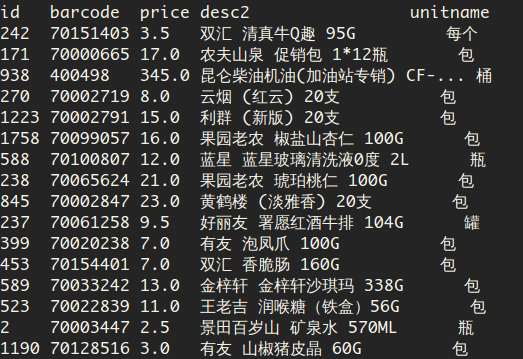 id barcode price desc2 unitname
242 70151403 3.5 双汇 清真牛Q趣 95G 每个
171 70000665 17.0 农夫山泉 促销包 1*12瓶 包
938 400498 345.0 昆仑柴油机油(加油站专销) CF-... 桶
270 70002719 8.0 云烟 (红云) 20支 包
1223 70002791 15.0 利群 (新版) 20支 包
1758 70099057 16.0 果园老农 椒盐山杏仁 100G 包
588 70100807 12.0 蓝星 蓝星玻璃清洗液0度 2L 瓶
238 70065624 21.0 果园老农 琥珀桃仁 100G 包
845 70002847 23.0 黄鹤楼 (淡雅香) 20支 包
237 70061258 9.5 好丽友 署愿红酒牛排 104G 罐
399 70020238 7.0 有友 泡凤爪 100G 包
453 70154401 7.0 双汇 香脆肠 160G 包
589 70033242 13.0 金梓轩 金梓轩沙琪玛 338G 包
523 70022839 11.0 王老吉 润喉糖（铁盒）56G 包
2 70003447 2.5 景田百岁山 矿泉水 570ML 瓶
1190 70128516 3.0 有友 山椒猪皮晶 60G 包